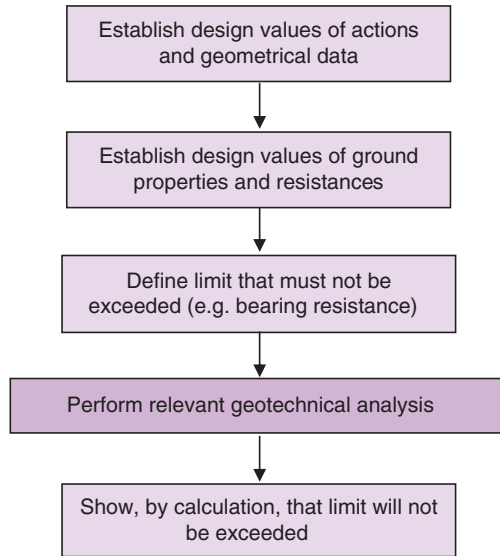 Establish design values of actions
and geometrical data
Establish design values of ground
properties and resistances
Define limit that must not be
exceeded (e.g. bearing resistance)
Perform relevant geotechnical analysis
Show, by calculation, that limit will not
be exceeded